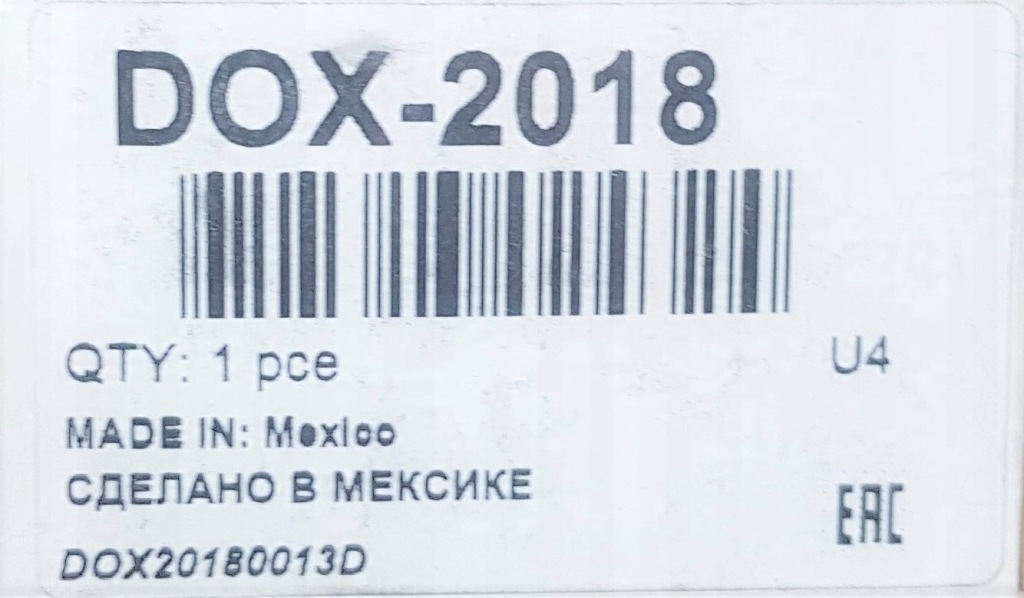 DOX-2018
QTY: 1 pce U4
MADE IN: Mexico
СДЕЛАНО В МЕКСИКЕ
EAC
DOX20180013D